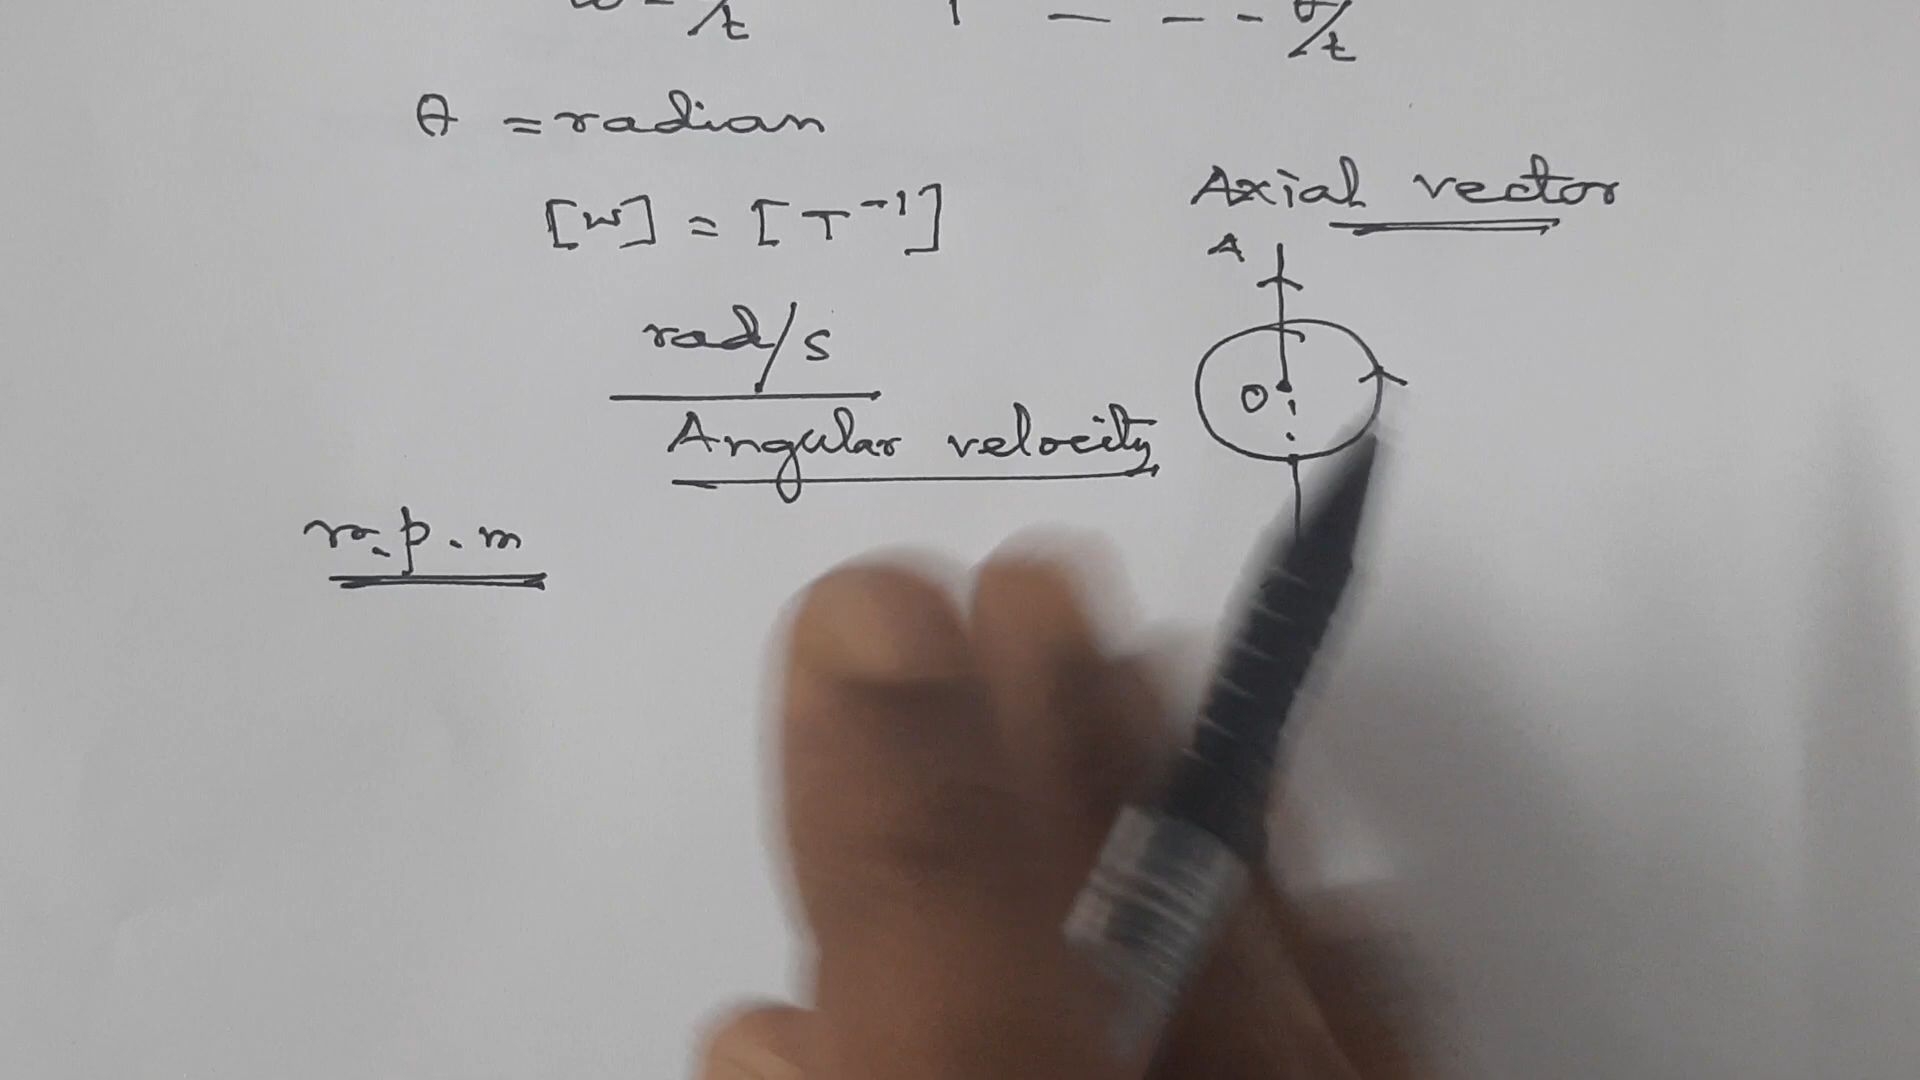 θ/t
θ = radian
[w] = [T⁻¹]
rad/s
Angular velocity
r.p.m
Axial vector
A
O